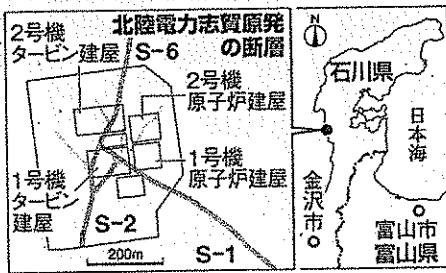 北陸電力志賀原発
の断層
2号機
タービン建屋
S-6
2号機
原子炉建屋
1号機
タービン
建屋
1号機
原子炉建屋
S-2
S-1
200m
N
石川県
日本海
金沢市
富山市
富山県